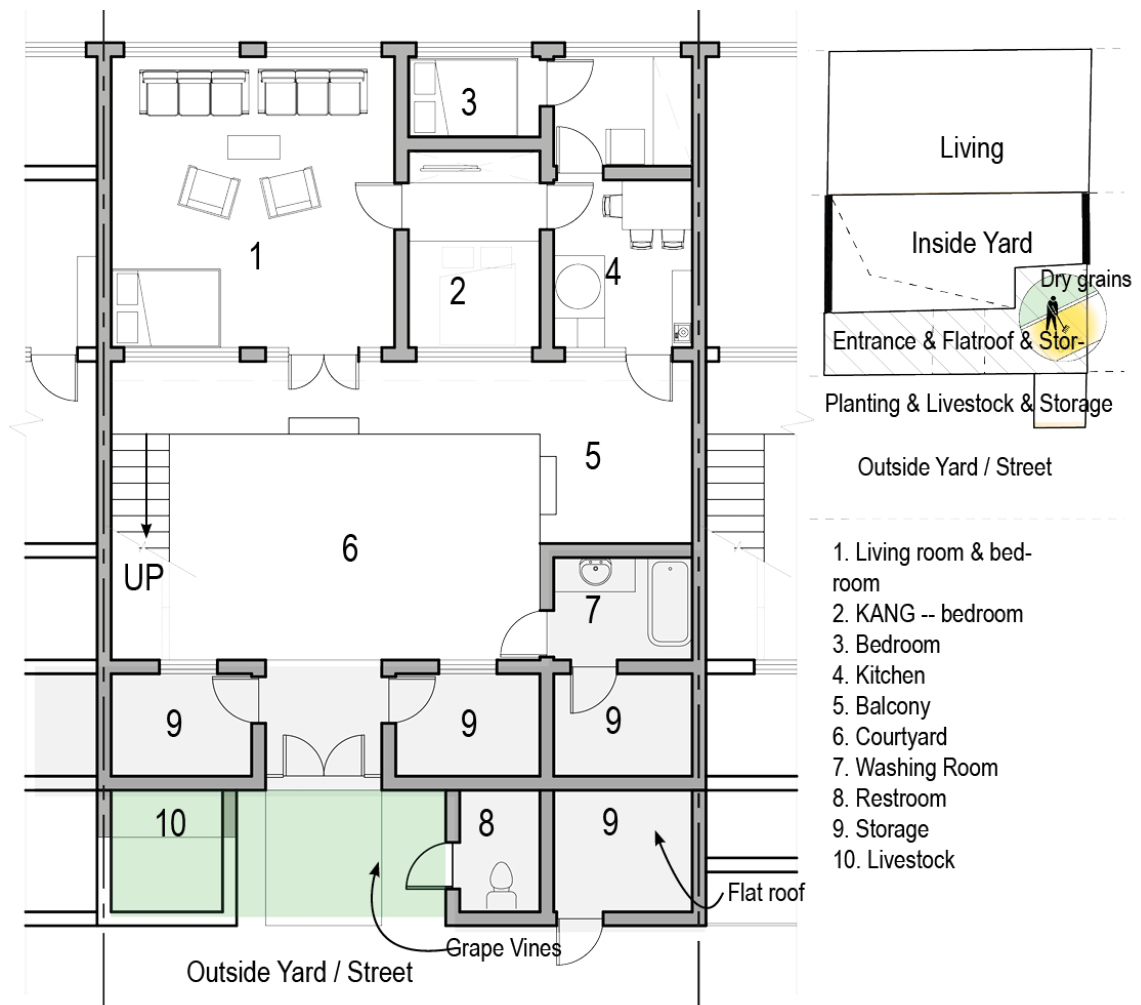 3
1
2
4
5
6
UP
7
9
9
9
10
8
9
Flat roof
Grape Vines
Outside Yard / Street
Living
Inside Yard
Dry grains
Entrance & Flatroof & Stor-
Planting & Livestock & Storage
Outside Yard / Street
1. Living room & bed-
room
2. KANG -- bedroom
3. Bedroom
4. Kitchen
5. Balcony
6. Courtyard
7. Washing Room
8. Restroom
9. Storage
10. Livestock